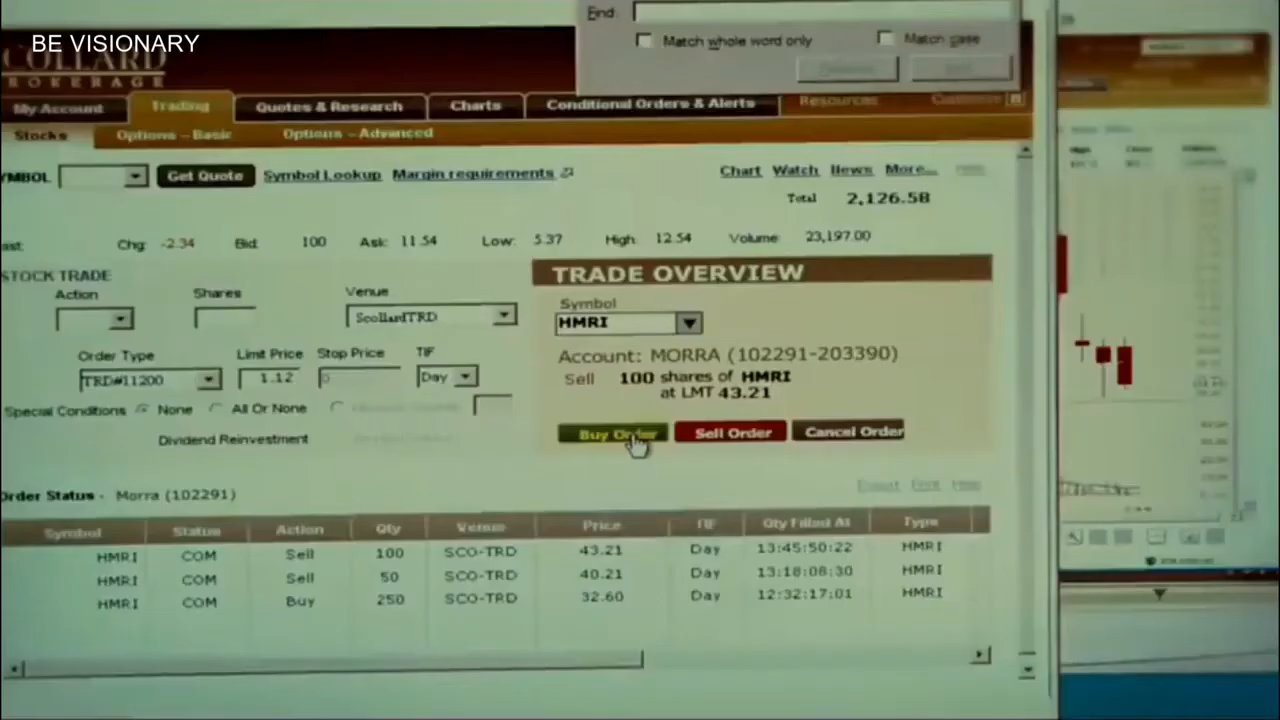 BE VISIONARY
Find:
Match whole word only Match case
COLLARD
BROKERAGE
My Account Trading Quotes & Research Charts Conditional Orders & Alerts Resources
Stocks Options - Basic Options - Advanced
YMBOL Get Quote Symbol Lookup Margin requirements Chart Watch News More...
Total 2,126.58
Chg: -2.34 Bid: 100 Ask: 11.54 Low: 5.37 High: 12.54 Volume: 23,197.00
STOCK TRADE
Action Shares Venue
ScollardTRD
Order Type Limit Price Stop Price TIF
TRD#11200 1.12 0 Day
Special Conditions None All Or None
Dividend Reinvestment
TRADE OVERVIEW
Symbol
HMRI
Account: MORRA (102291-203390)
Sell 100 shares of HMRI
at LMT 43.21
Buy Order Sell Order Cancel Order
Order Status - Morra (102291)
Symbol Status Action Qty Venue Price TIF Qty Filled At Type
HMRI COM Sell 100 SCO-TRD 43.21 Day 13:45:50:22 HMRI
HMRI COM Sell 50 SCO-TRD 40.21 Day 13:18:08:30 HMRI
HMRI COM Buy 250 SCO-TRD 32.60 Day 12:32:17:01 HMRI